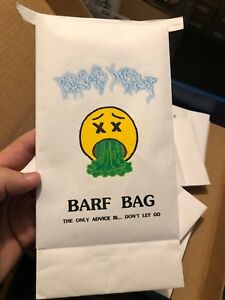 BARF BAG
THE ONLY ADVICE IS... DON'T LET GO